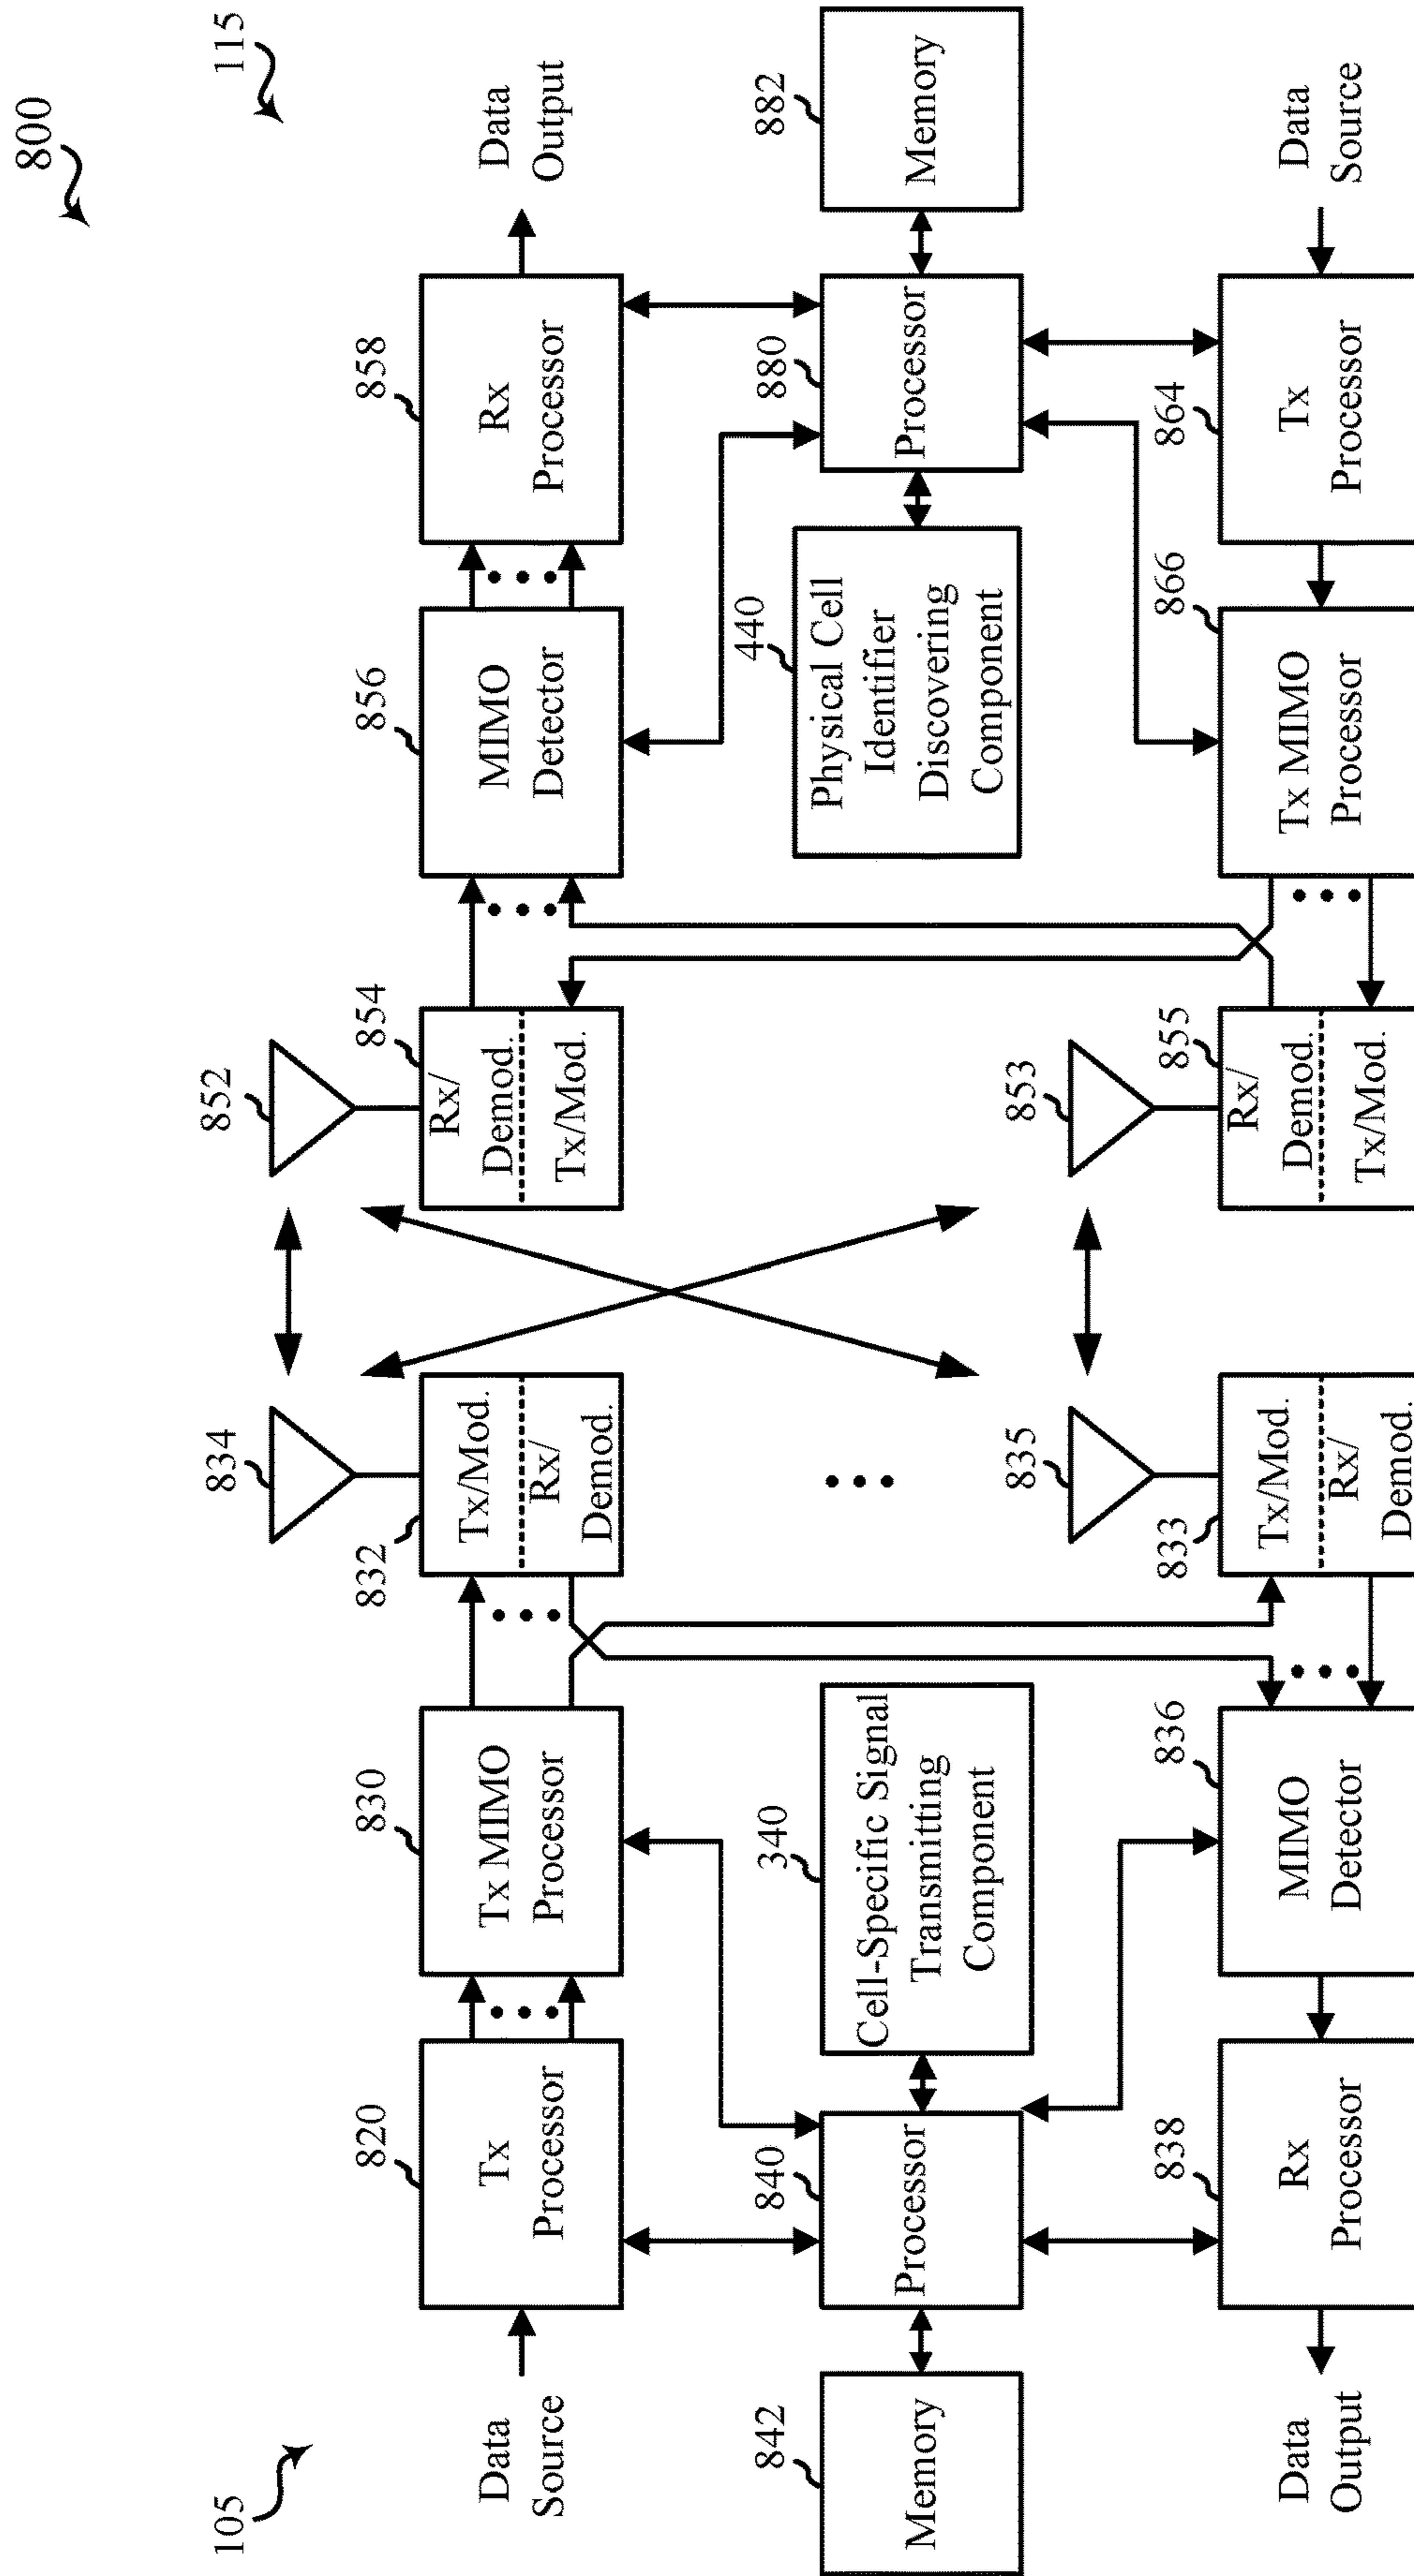 800
105
115
834
852
820
830
832
854
856
858
Data
Source
Tx
Processor
Tx MIMO
Processor
Tx/Mod.
Rx/
Demod.
Rx/
Demod.
Tx/Mod.
MIMO
Detector
Rx
Processor
Data
Output
842
840
340
440
880
882
Memory
Processor
Cell-Specific Signal
Transmitting
Component
Physical Cell
Identifier
Discovering
Component
Processor
Memory
835
853
838
836
833
855
866
864
Data
Output
Rx
Processor
MIMO
Detector
Tx/Mod.
Rx/
Demod.
Rx/
Demod.
Tx/Mod.
Tx MIMO
Processor
Tx
Processor
Data
Source